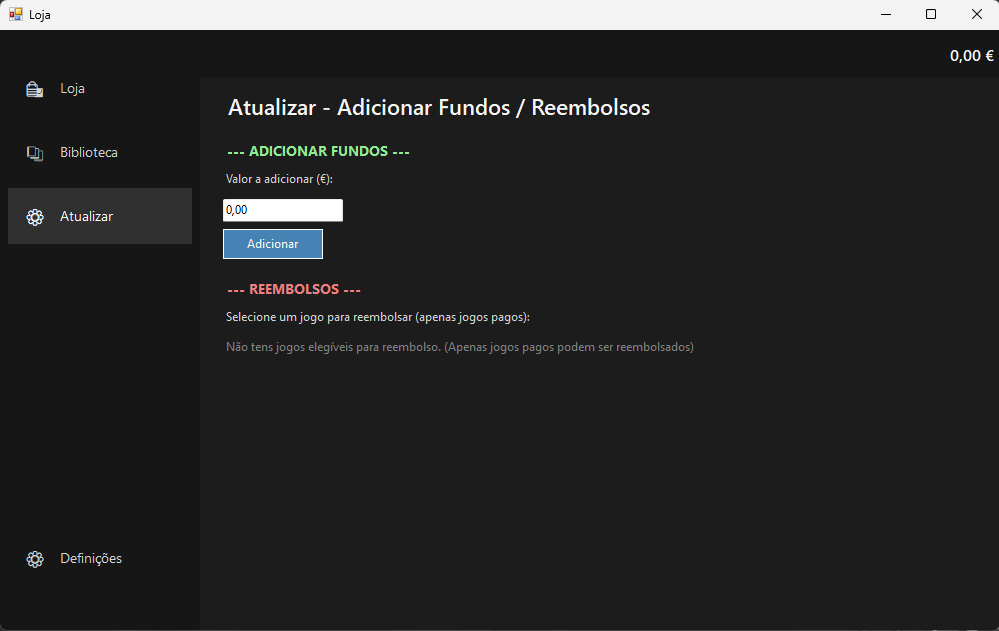 Loja
0,00 €
Loja
Biblioteca
Atualizar
Definições
Atualizar - Adicionar Fundos / Reembolsos
--- ADICIONAR FUNDOS ---
Valor a adicionar (€):
0,00
Adicionar
--- REEMBOLSOS ---
Selecione um jogo para reembolsar (apenas jogos pagos):
Não tens jogos elegíveis para reembolso. (Apenas jogos pagos podem ser reembolsados)